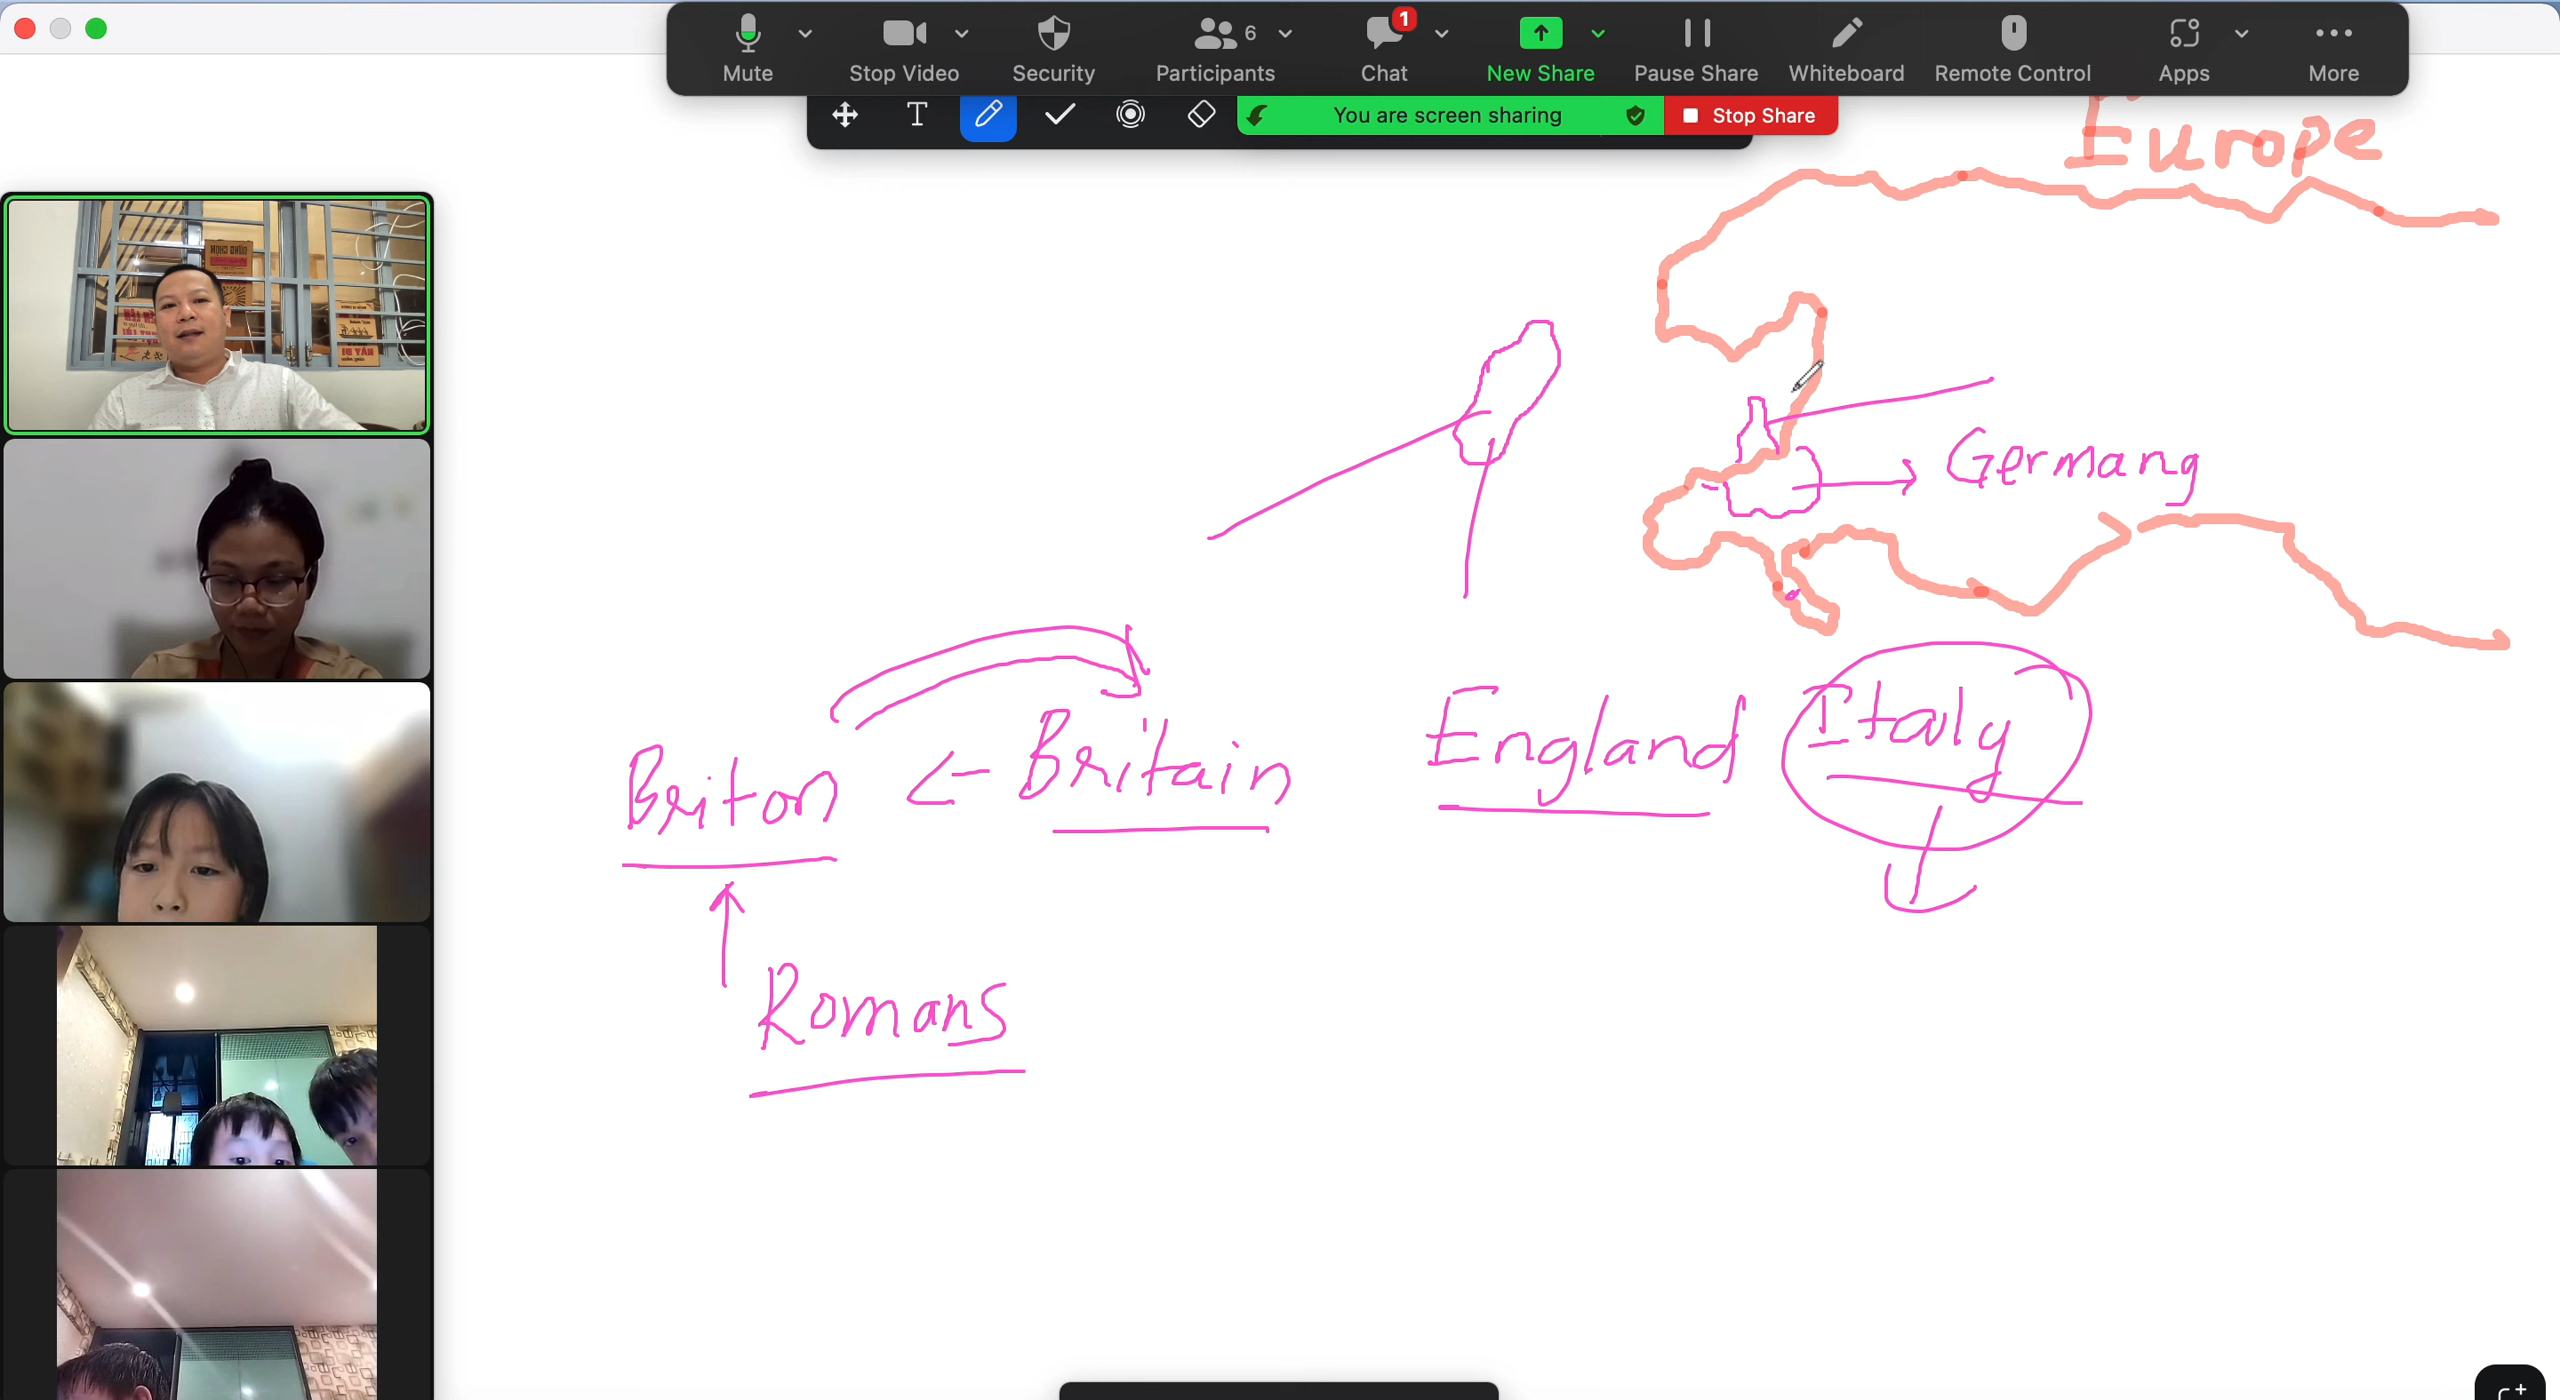 6
1
Mute
Stop Video
Security
Participants
Chat
New Share
Pause Share
Whiteboard
Remote Control
Apps
More
T
You are screen sharing
Stop Share
Europe
Germany
Briton
Britain
England
Italy
Romans